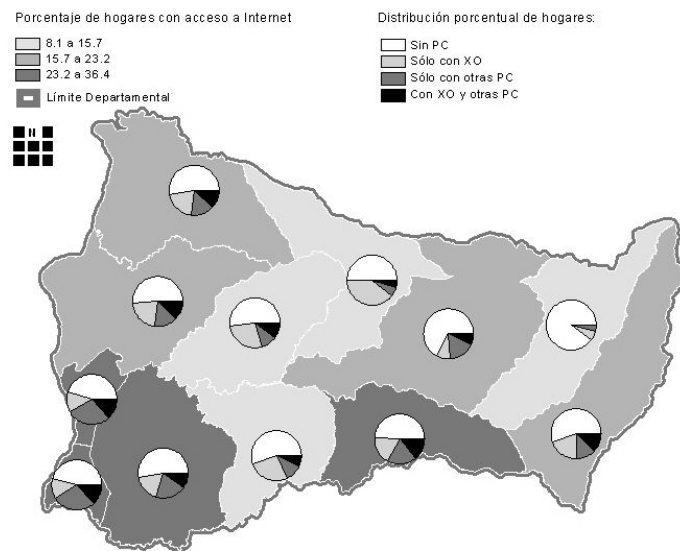 Porcentaje de hogares con acceso a Internet
8.1 a 15.7
15.7 a 23.2
23.2 a 36.4
Límite Departamental
N
Distribución porcentual de hogares:
Sin PC
Sólo con XO
Sólo con otras PC
Con XO y otras PC